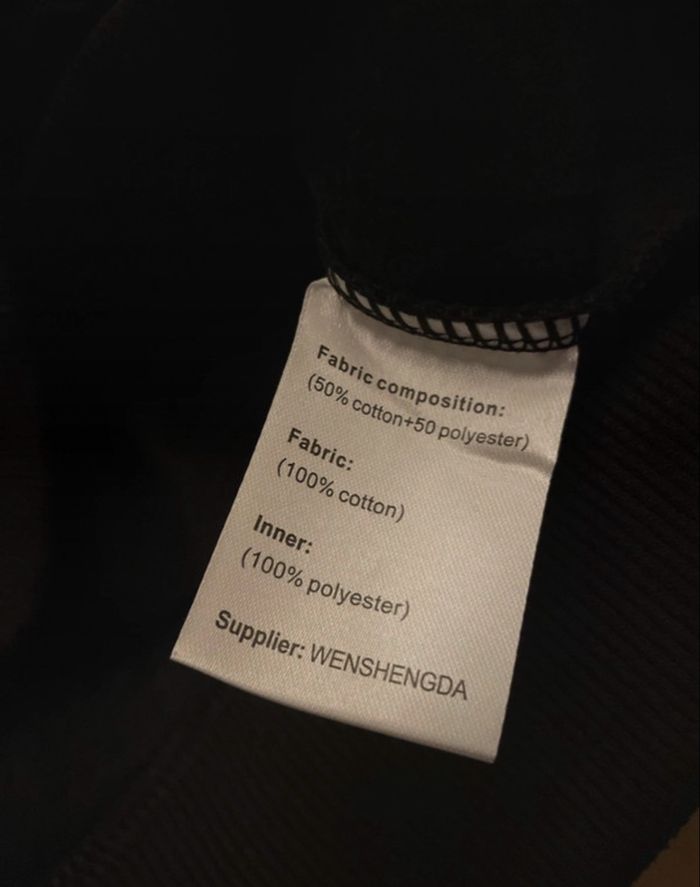 Fabric composition:
(50% cotton+50 polyester)
Fabric:
(100% cotton)
Inner:
(100% polyester)
Supplier: WENSHENGDA